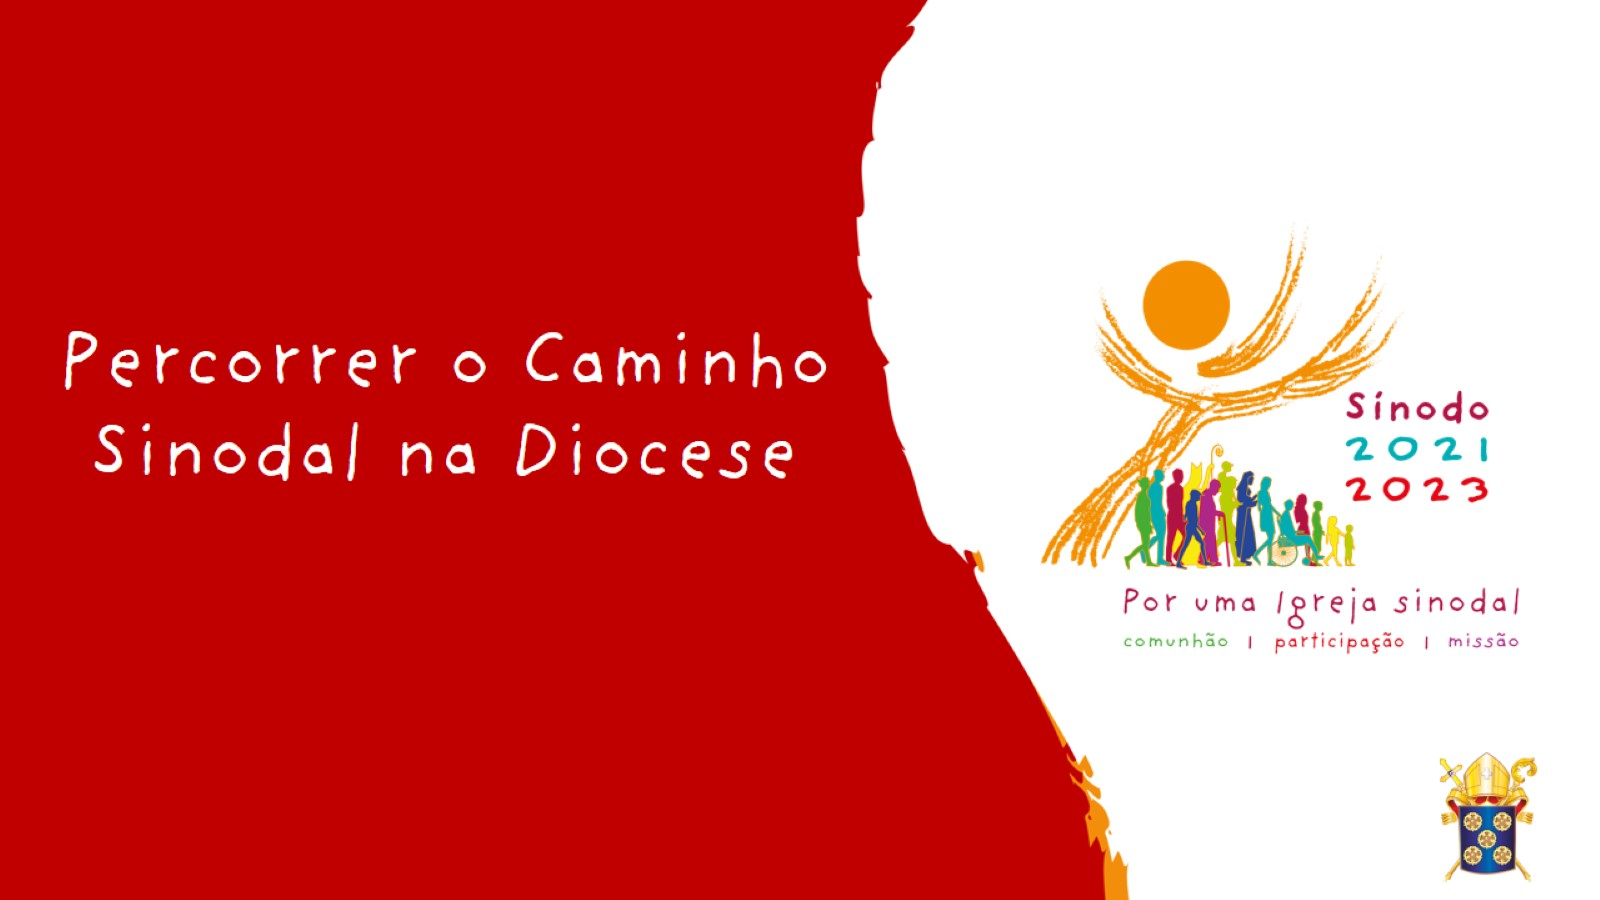 Percorrer o Caminho
Sinodal na Diocese
Sínodo
2021
2023
Por uma Igreja sinodal
comunhão | participação | missão